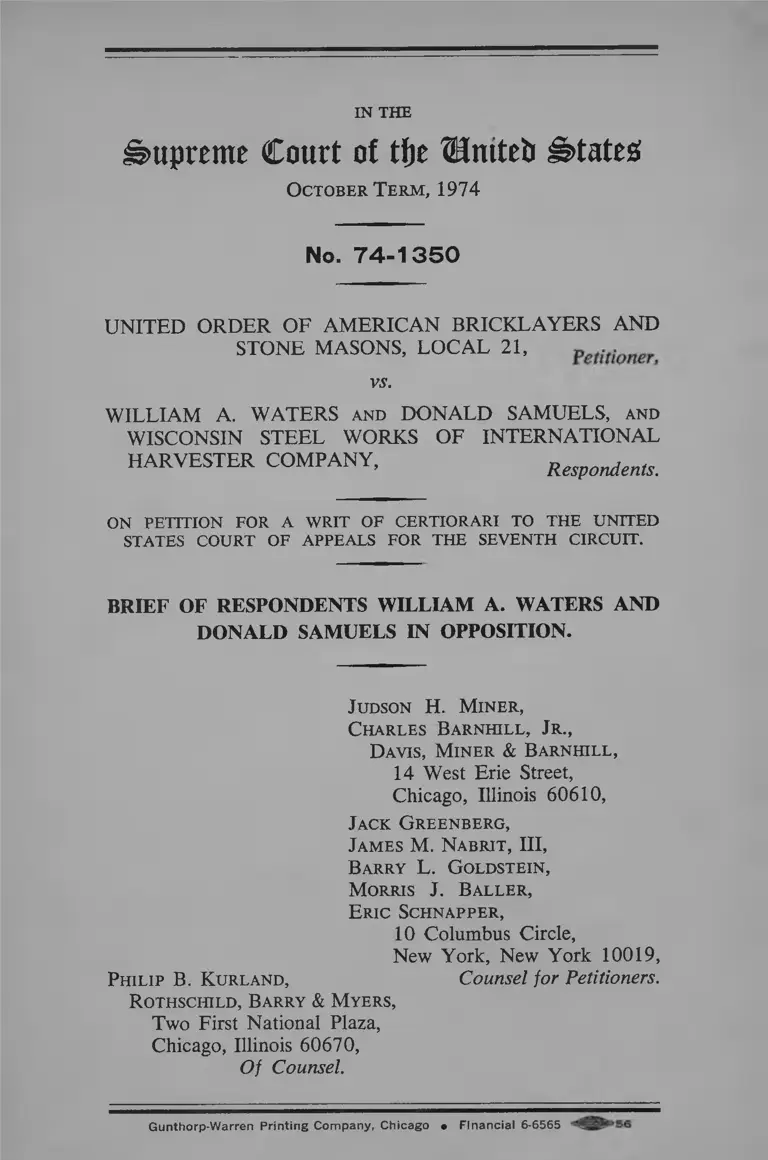 IN THE
Supreme Court of the United States
OCTOBER TERM, 1974
No. 74-1350
UNITED ORDER OF AMERICAN BRICKLAYERS AND
STONE MASONS, LOCAL 21,
Petitioner,
vs.
WILLIAM A. WATERS AND DONALD SAMUELS, AND
WISCONSIN STEEL WORKS OF INTERNATIONAL
HARVESTER COMPANY,
Respondents.
ON PETITION FOR A WRIT OF CERTIORARI TO THE UNITED
STATES COURT OF APPEALS FOR THE SEVENTH CIRCUIT.
BRIEF OF RESPONDENTS WILLIAM A. WATERS AND
DONALD SAMUELS IN OPPOSITION.
JUDSON H. MINER,
CHARLES BARNHILL, JR.,
DAVIS, MINER & BARNHILL,
14 West Erie Street,
Chicago, Illinois 60610,
JACK GREENBERG,
JAMES M. NABRIT, III,
BARRY L. GOLDSTEIN,
MORRIS J. BALLER,
ERIC SCHNAPPER,
10 Columbus Circle,
New York, New York 10019,
Counsel for Petitioners.
PHILIP B. KURLAND,
ROTHSCHILD, BARRY & MYERS,
Two First National Plaza,
Chicago, Illinois 60670,
Of Counsel.
Gunthorp-Warren Printing Company, Chicago • FInancial 6-6565 56